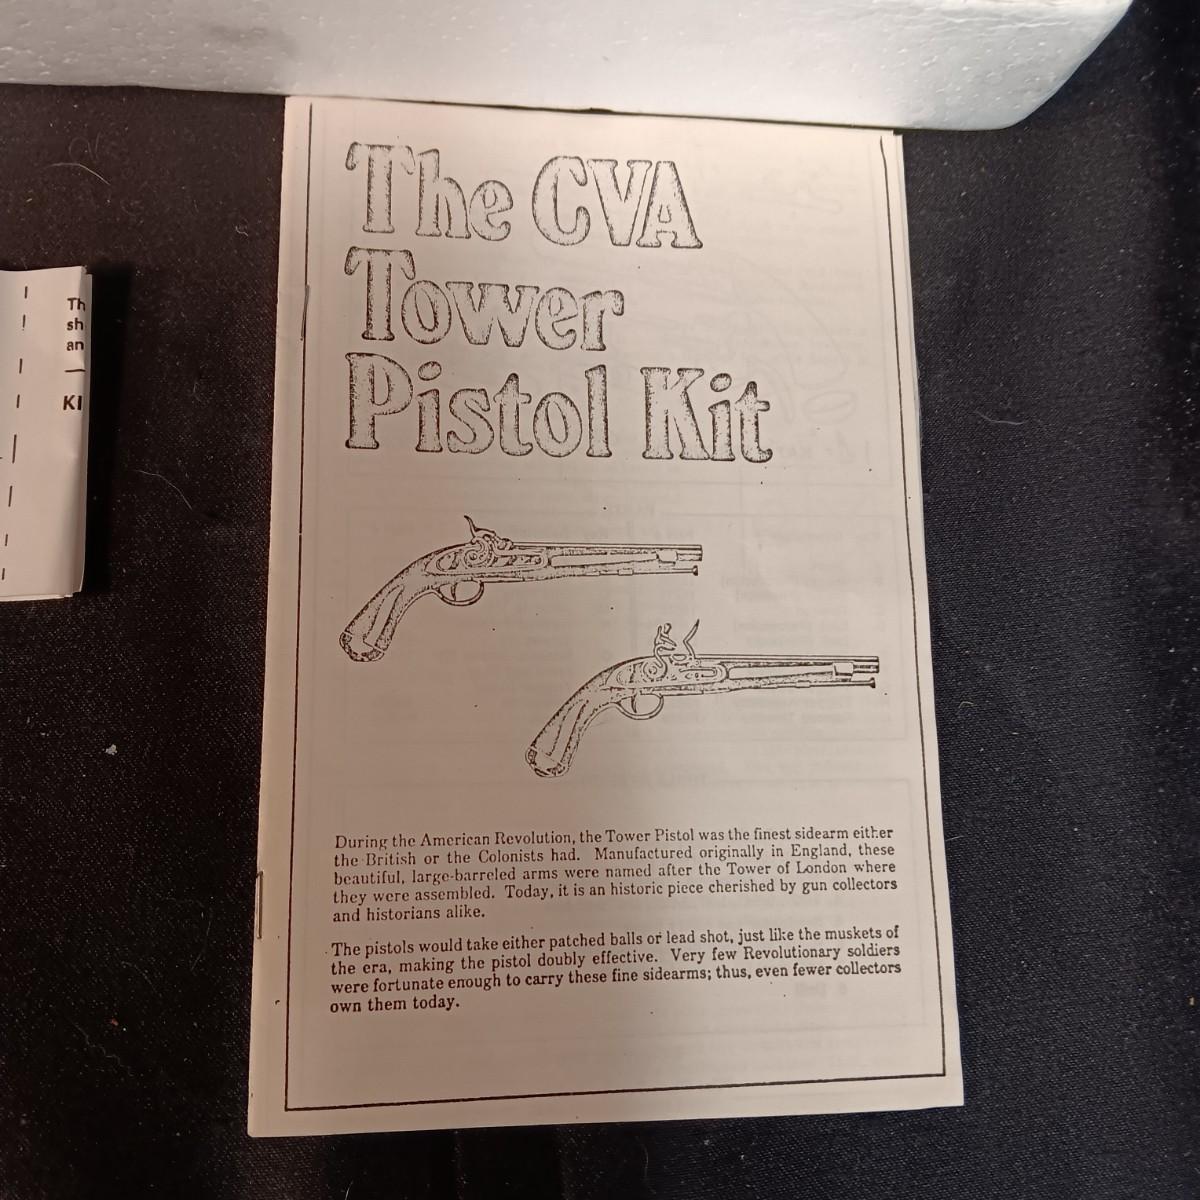 The CVA
Tower
Pistol Kit
During the American Revolution, the Tower Pistol was the finest sidearm either
the British or the Colonists had. Manufactured originally in England, these
beautiful, large-barreled arms were named after the Tower of London where
they were assembled. Today, it is an historic piece cherished by gun collectors
and historians alike.
The pistols would take either patched balls or lead shot, just like the muskets of
the era, making the pistol doubly effective. Very few Revolutionary soldiers
were fortunate enough to carry these fine sidearms; thus, even fewer collectors
own them today.
Th
sh
an
KI